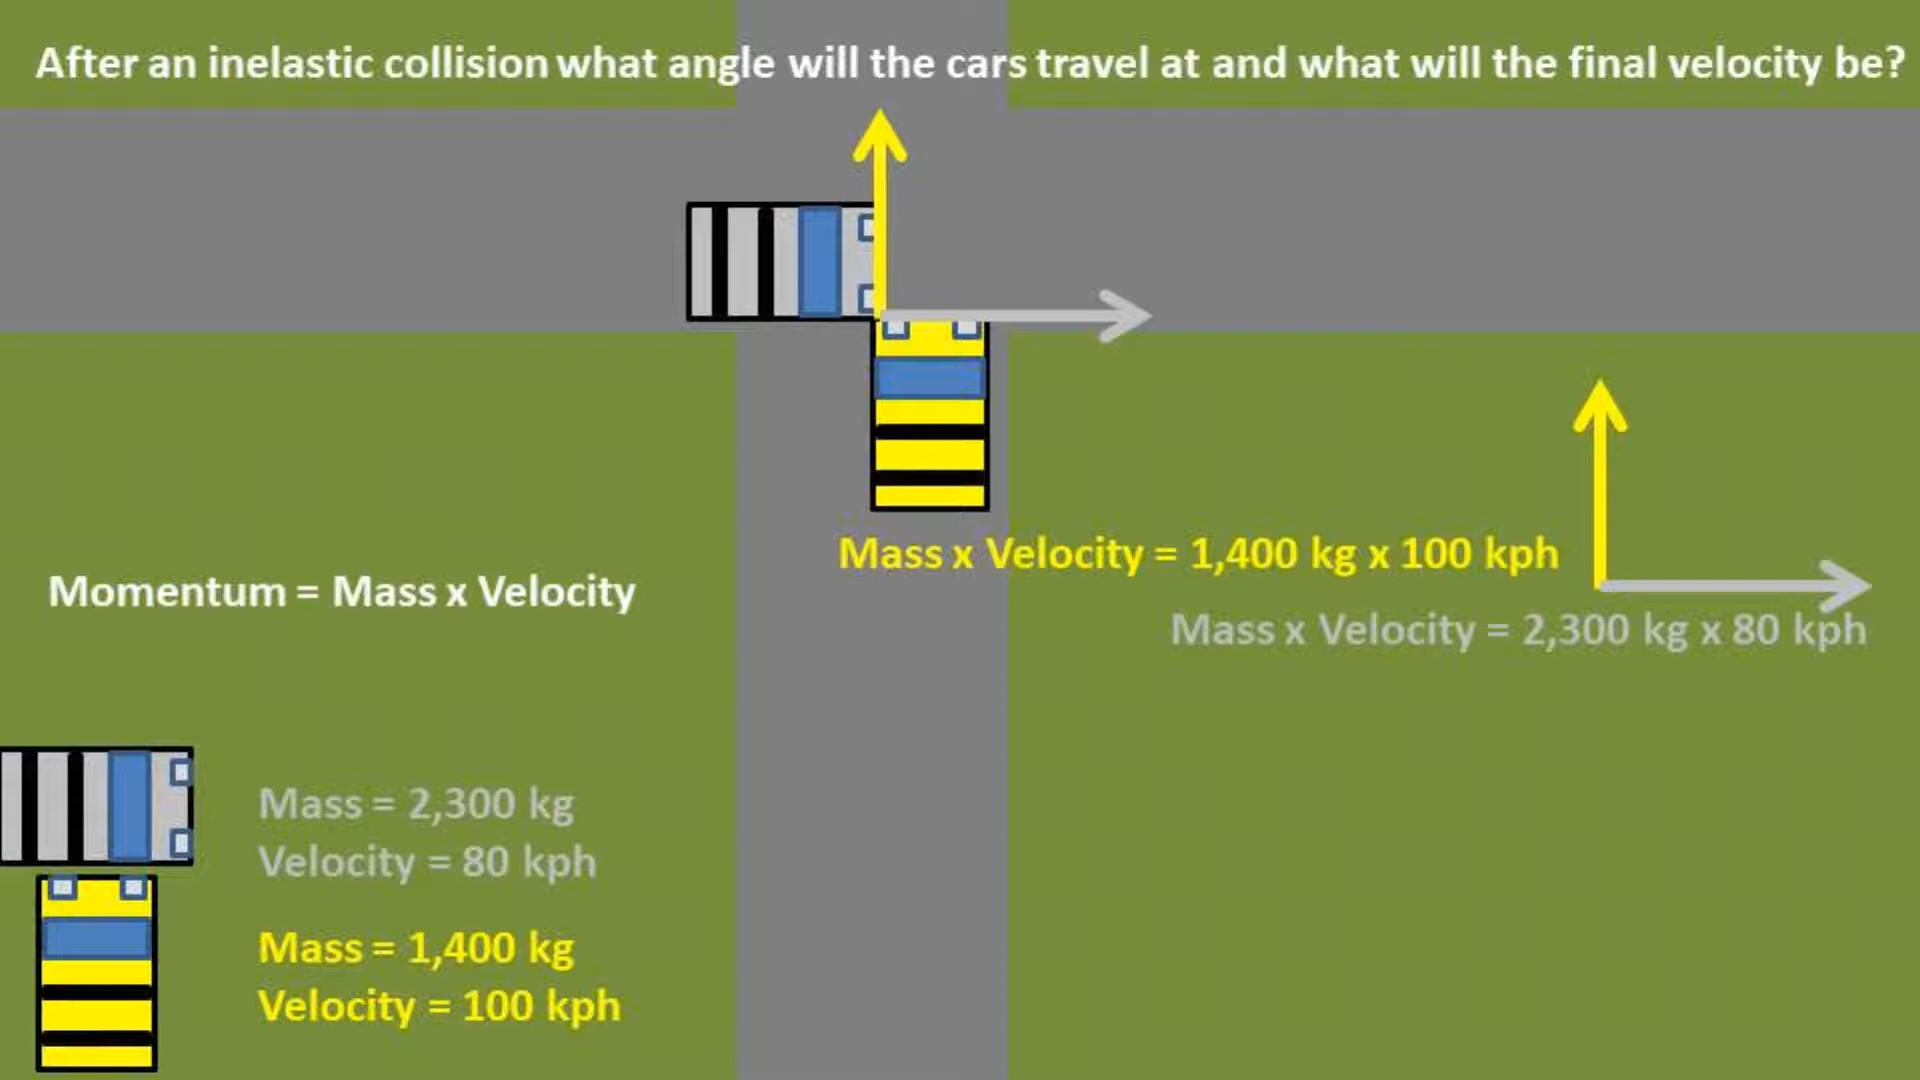 After an inelastic collision what angle will the cars travel at and what will the final velocity be?
Mass x Velocity = 1,400 kg x 100 kph
Momentum = Mass x Velocity
Mass x Velocity = 2,300 kg x 80 kph
Mass = 2,300 kg
Velocity = 80 kph
Mass = 1,400 kg
Velocity = 100 kph